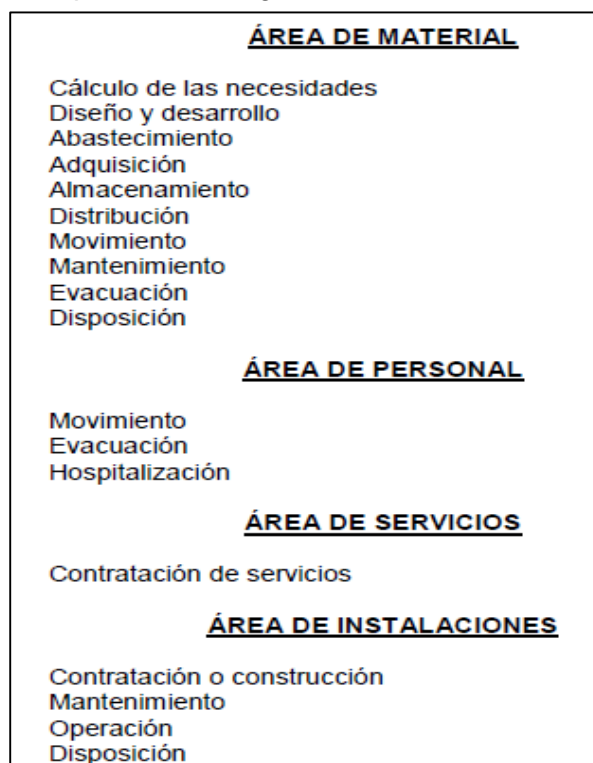 ÁREA DE MATERIAL
Cálculo de las necesidades
Diseño y desarrollo
Abastecimiento
Adquisición
Almacenamiento
Distribución
Movimiento
Mantenimiento
Evacuación
Disposición
ÁREA DE PERSONAL
Movimiento
Evacuación
Hospitalización
ÁREA DE SERVICIOS
Contratación de servicios
ÁREA DE INSTALACIONES
Contratación o construcción
Mantenimiento
Operación
Disposición